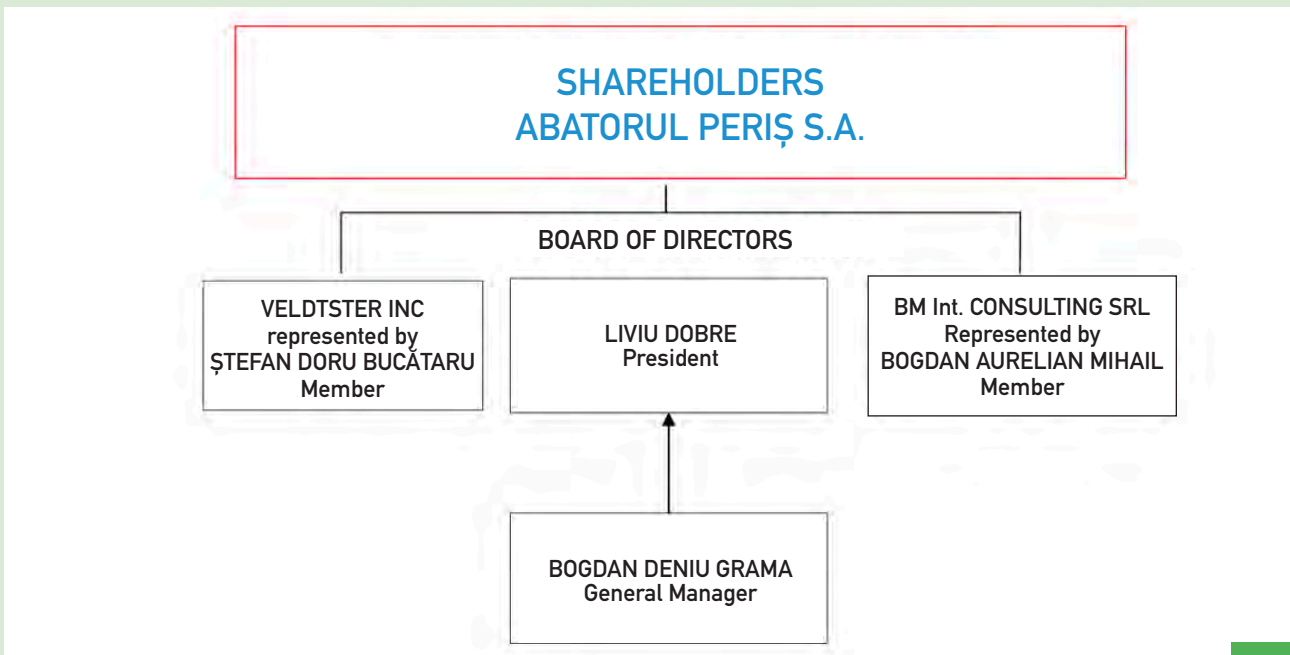 SHAREHOLDERS
ABATORUL PERIȘ S.A.
BOARD OF DIRECTORS
VELDTSTER INC
represented by
ȘTEFAN DORU BUCĂTARU
Member
LIVIU DOBRE
President
BM Int. CONSULTING SRL
Represented by
BOGDAN AURELIAN MIHAIL
Member
BOGDAN DENIU GRAMA
General Manager